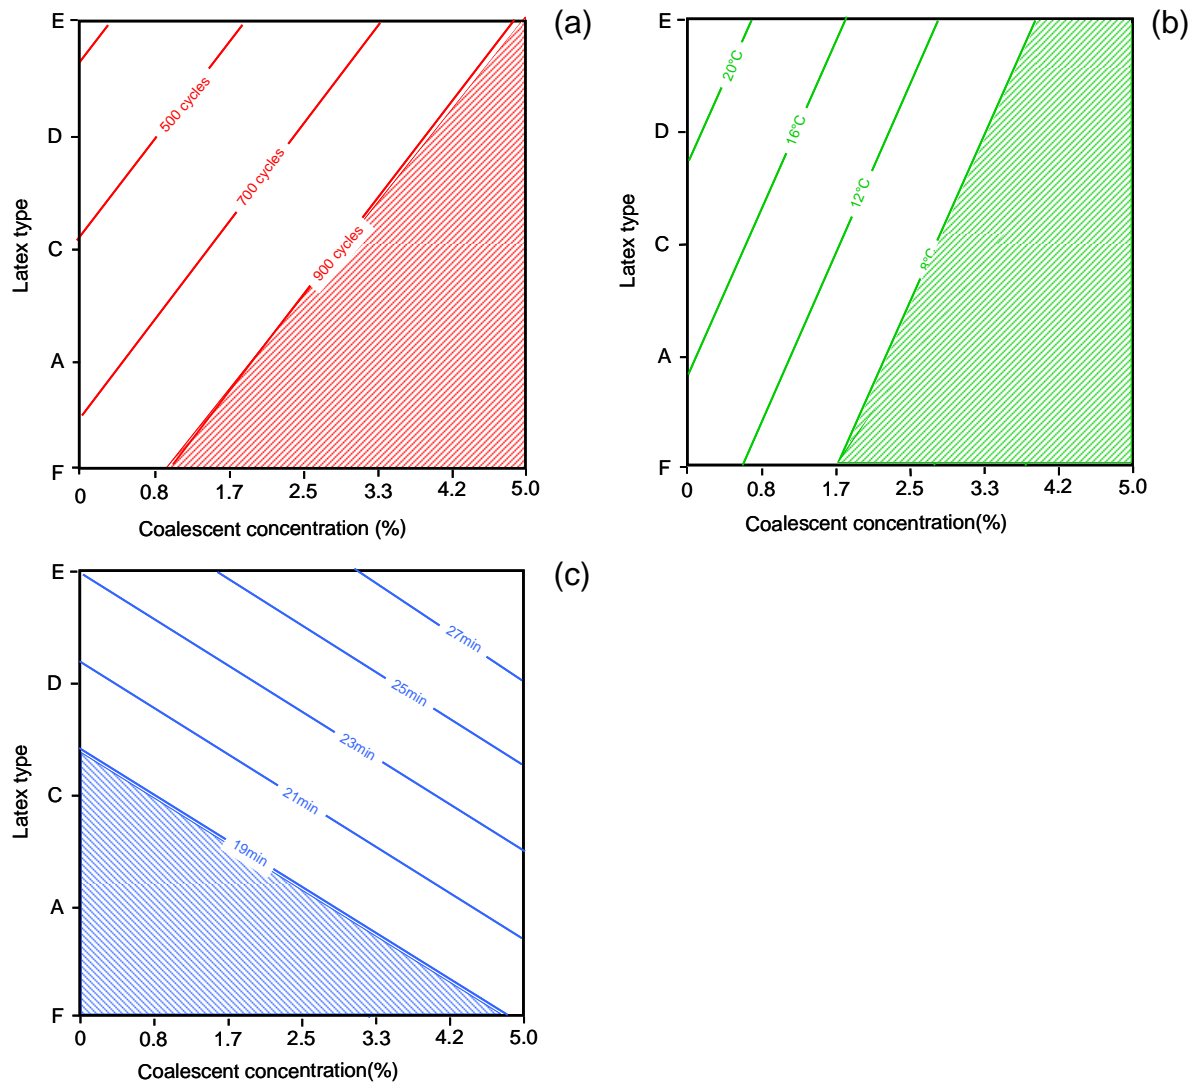 (a)
E
D
C
A
F
Latex type
500 cycles
700 cycles
900 cycles
0 0.8 1.7 2.5 3.3 4.2 5.0
Coalescent concentration (%)
(b)
E
D
C
A
F
Latex type
20°C
16°C
12°C
8°C
0 0.8 1.7 2.5 3.3 4.2 5.0
Coalescent concentration(%)
(c)
E
D
C
A
F
Latex type
27min
25min
23min
21min
19min
0 0.8 1.7 2.5 3.3 4.2 5.0
Coalescent concentration(%)